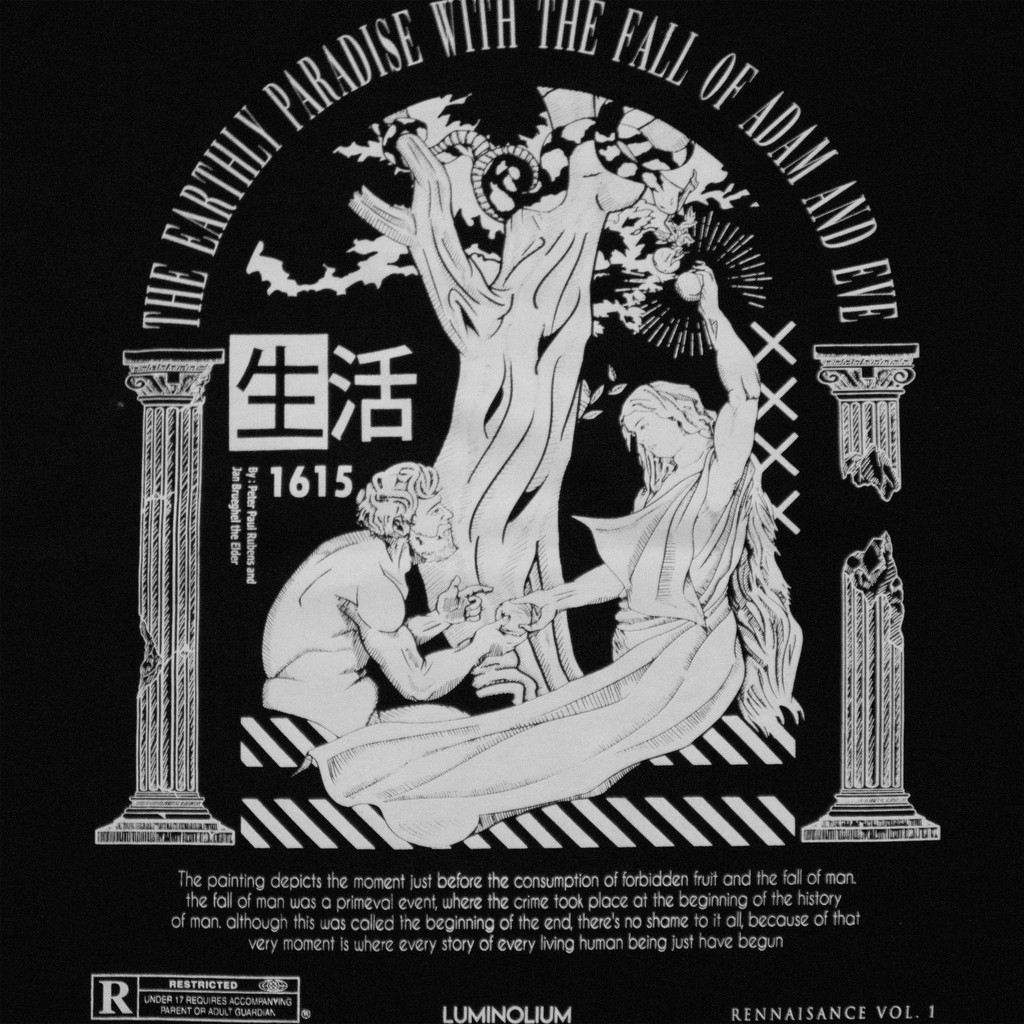 THE EARTHLY PARADISE WITH THE FALL OF ADAM AND EVE
生活
1615
By : Peter Paul Rubens and
Jan Brueghel the Elder
The painting depicts the moment just before the consumption of forbidden fruit and the fall of man.
the fall of man was a primeval event, where the crime took place at the beginning of the history
of man. although this was called the beginning of the end, there's no shame to it all, because of that
very moment is where every story of every living human being just have begun
R
RESTRICTED
UNDER 17 REQUIRES ACCOMPANYING
PARENT OR ADULT GUARDIAN
®
LUMINOLIUM
RENNAISANCE VOL. 1